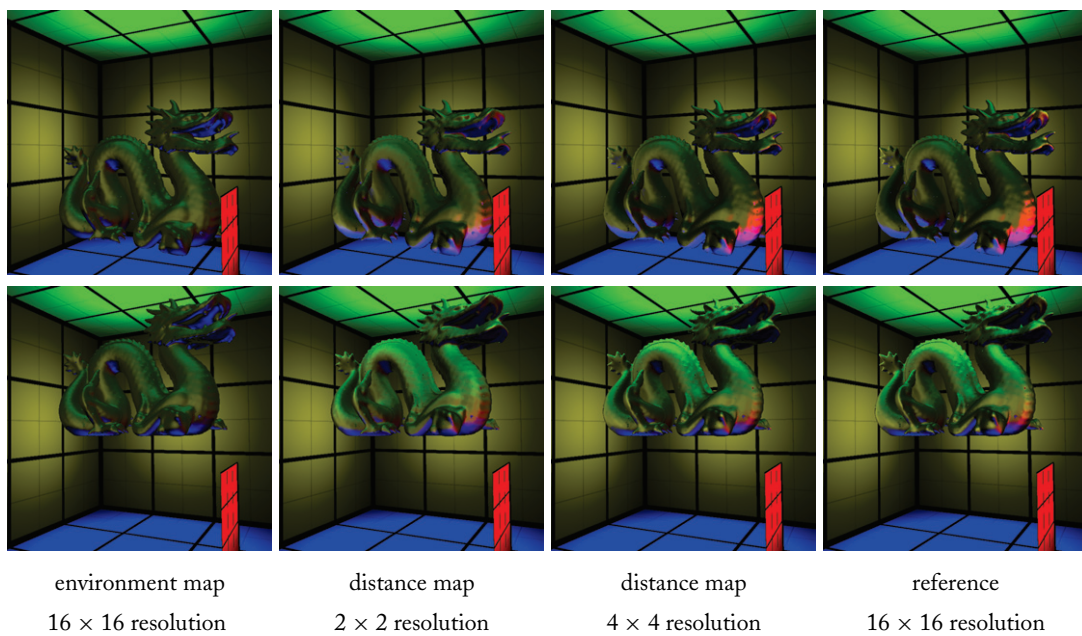 environment map
distance map
distance map
reference
16 × 16 resolution
2 × 2 resolution
4 × 4 resolution
16 × 16 resolution